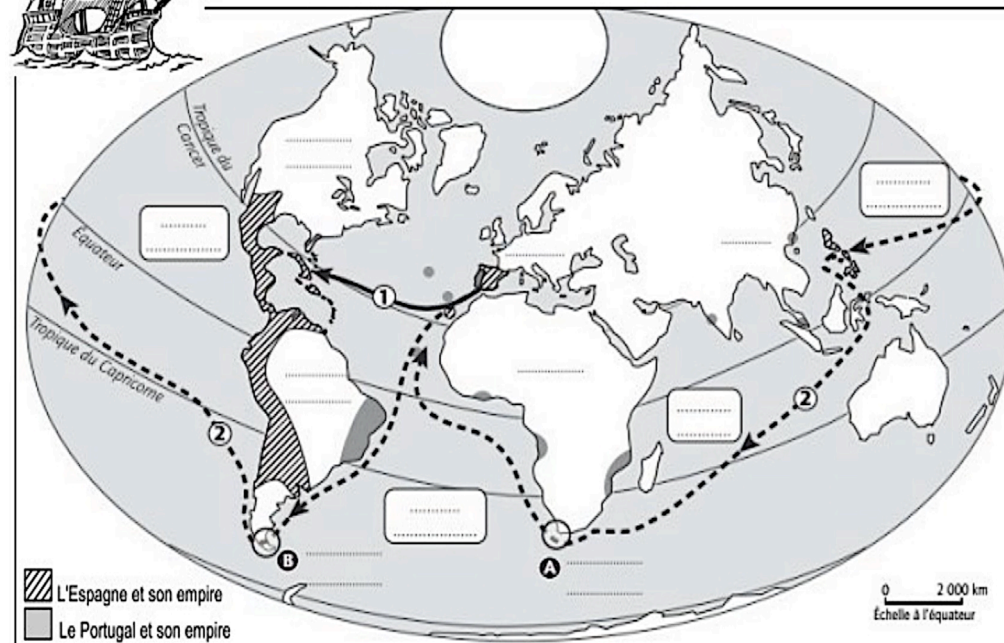 Tropique du
Cancer
Équateur
Tropique du Capricorne
1
2
2
B
A
L'Espagne et son empire
Le Portugal et son empire
0 2 000 km
Échelle à l'équateur